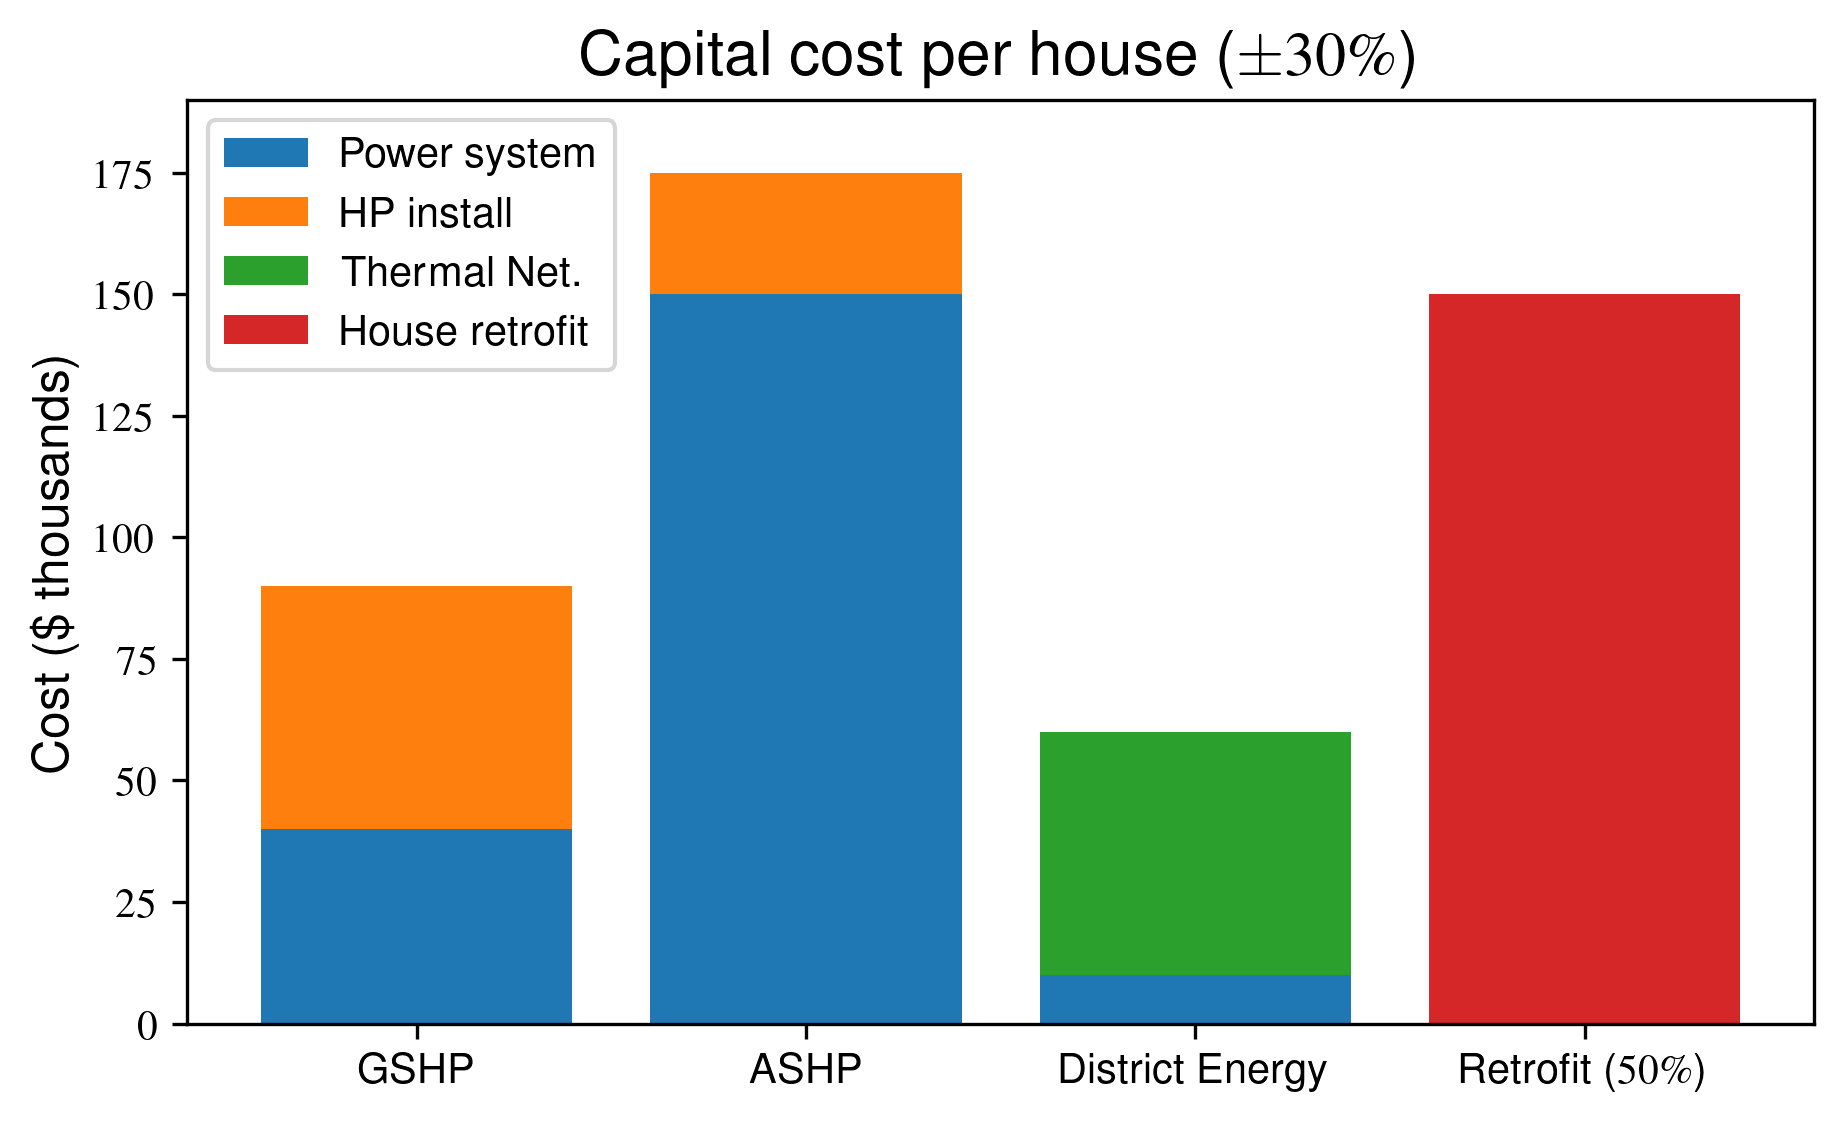 Capital cost per house (±30%)
Power system
HP install
Thermal Net.
House retrofit
Cost ($ thousands)
175
150
125
100
75
50
25
0
GSHP
ASHP
District Energy
Retrofit (50%)